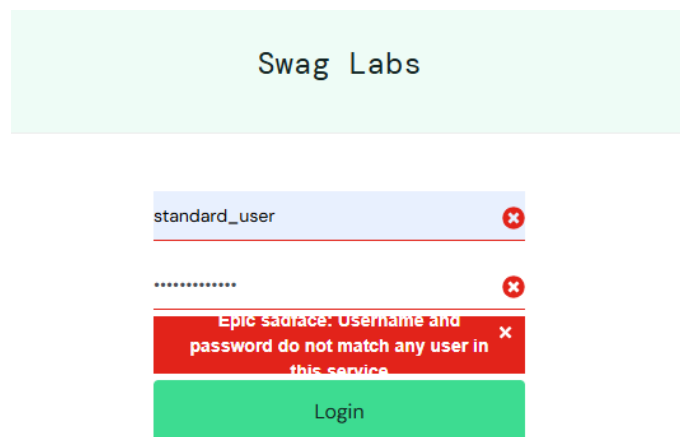 Swag Labs
standard_user
•••••••••••••
Epic sadface: Username and
password do not match any user in
this service
Login